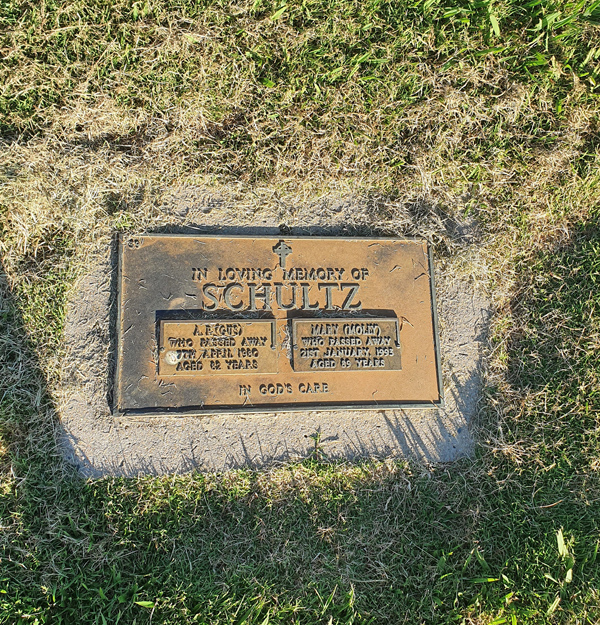 IN LOVING MEMORY OF
SCHULTZ
WHO PASSED AWAY
APRIL 1980
AGED 82 YEARS
MARY (MOLLY)
WHO PASSED AWAY
21ST JANUARY, 1995
AGED 89 YEARS
IN GOD'S CARE